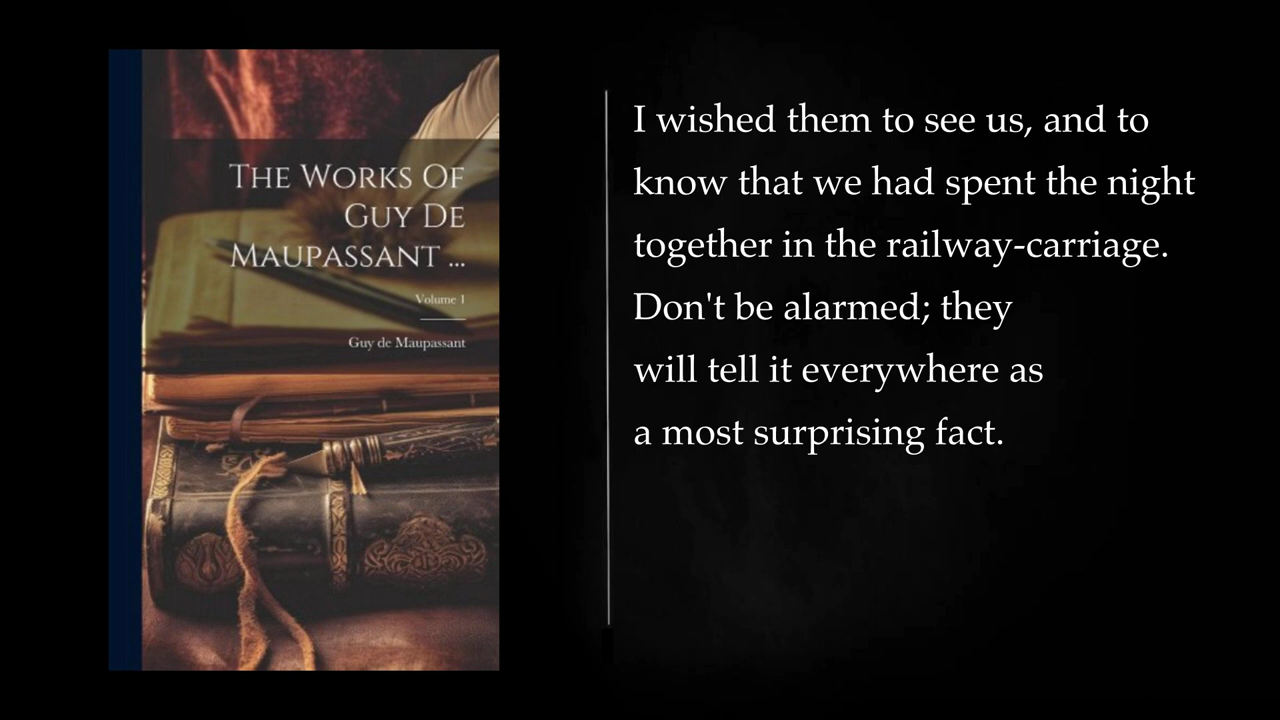 The Works Of
Guy De
Maupassant ...
Volume 1
Guy de Maupassant
I wished them to see us, and to
know that we had spent the night
together in the railway-carriage.
Don't be alarmed; they
will tell it everywhere as
a most surprising fact.